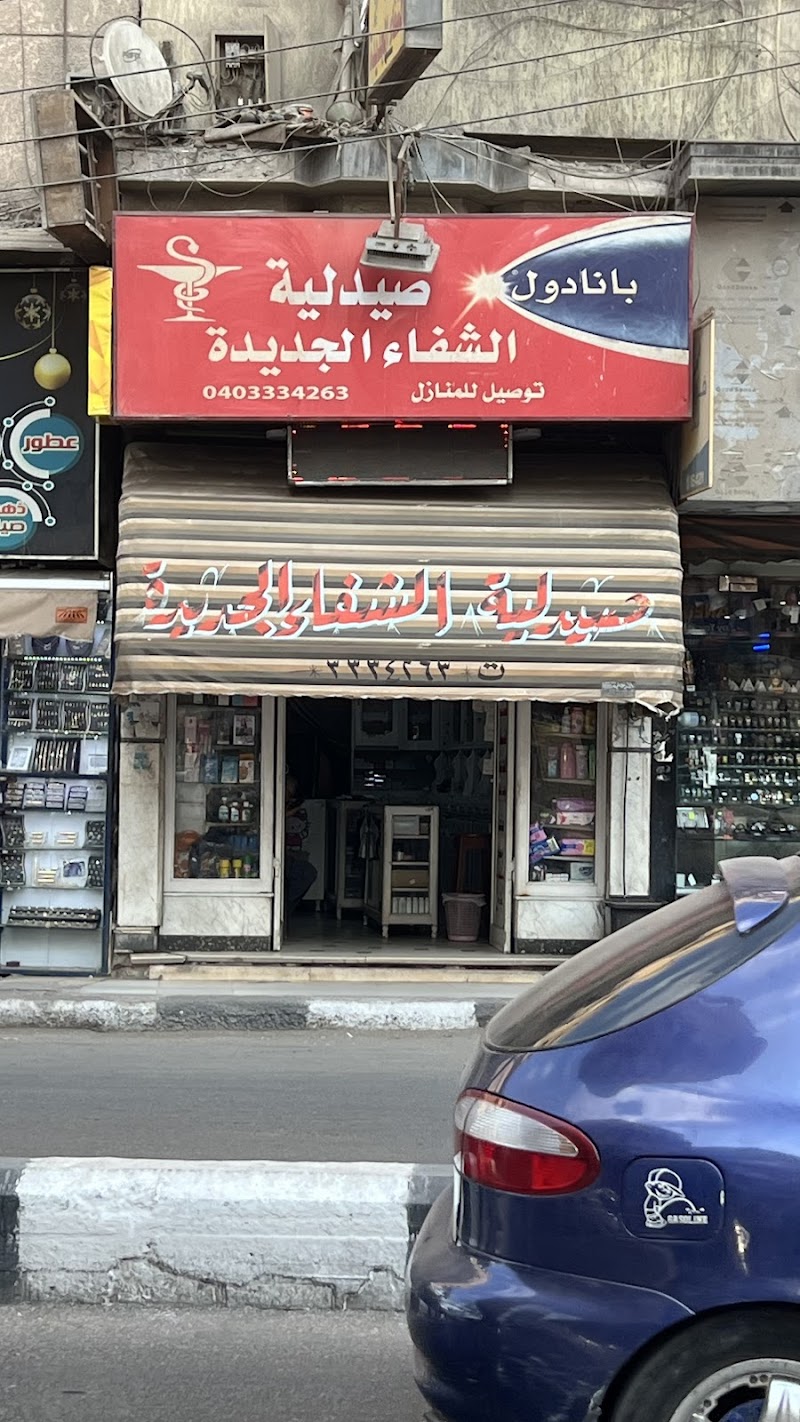 صيدلية
الشفاء الجديدة
بانادول
توصيل للمنازل
0403334263
صيدلية الشفاء الجديدة
ت ٣٣٣٤٢٦٣
عطور